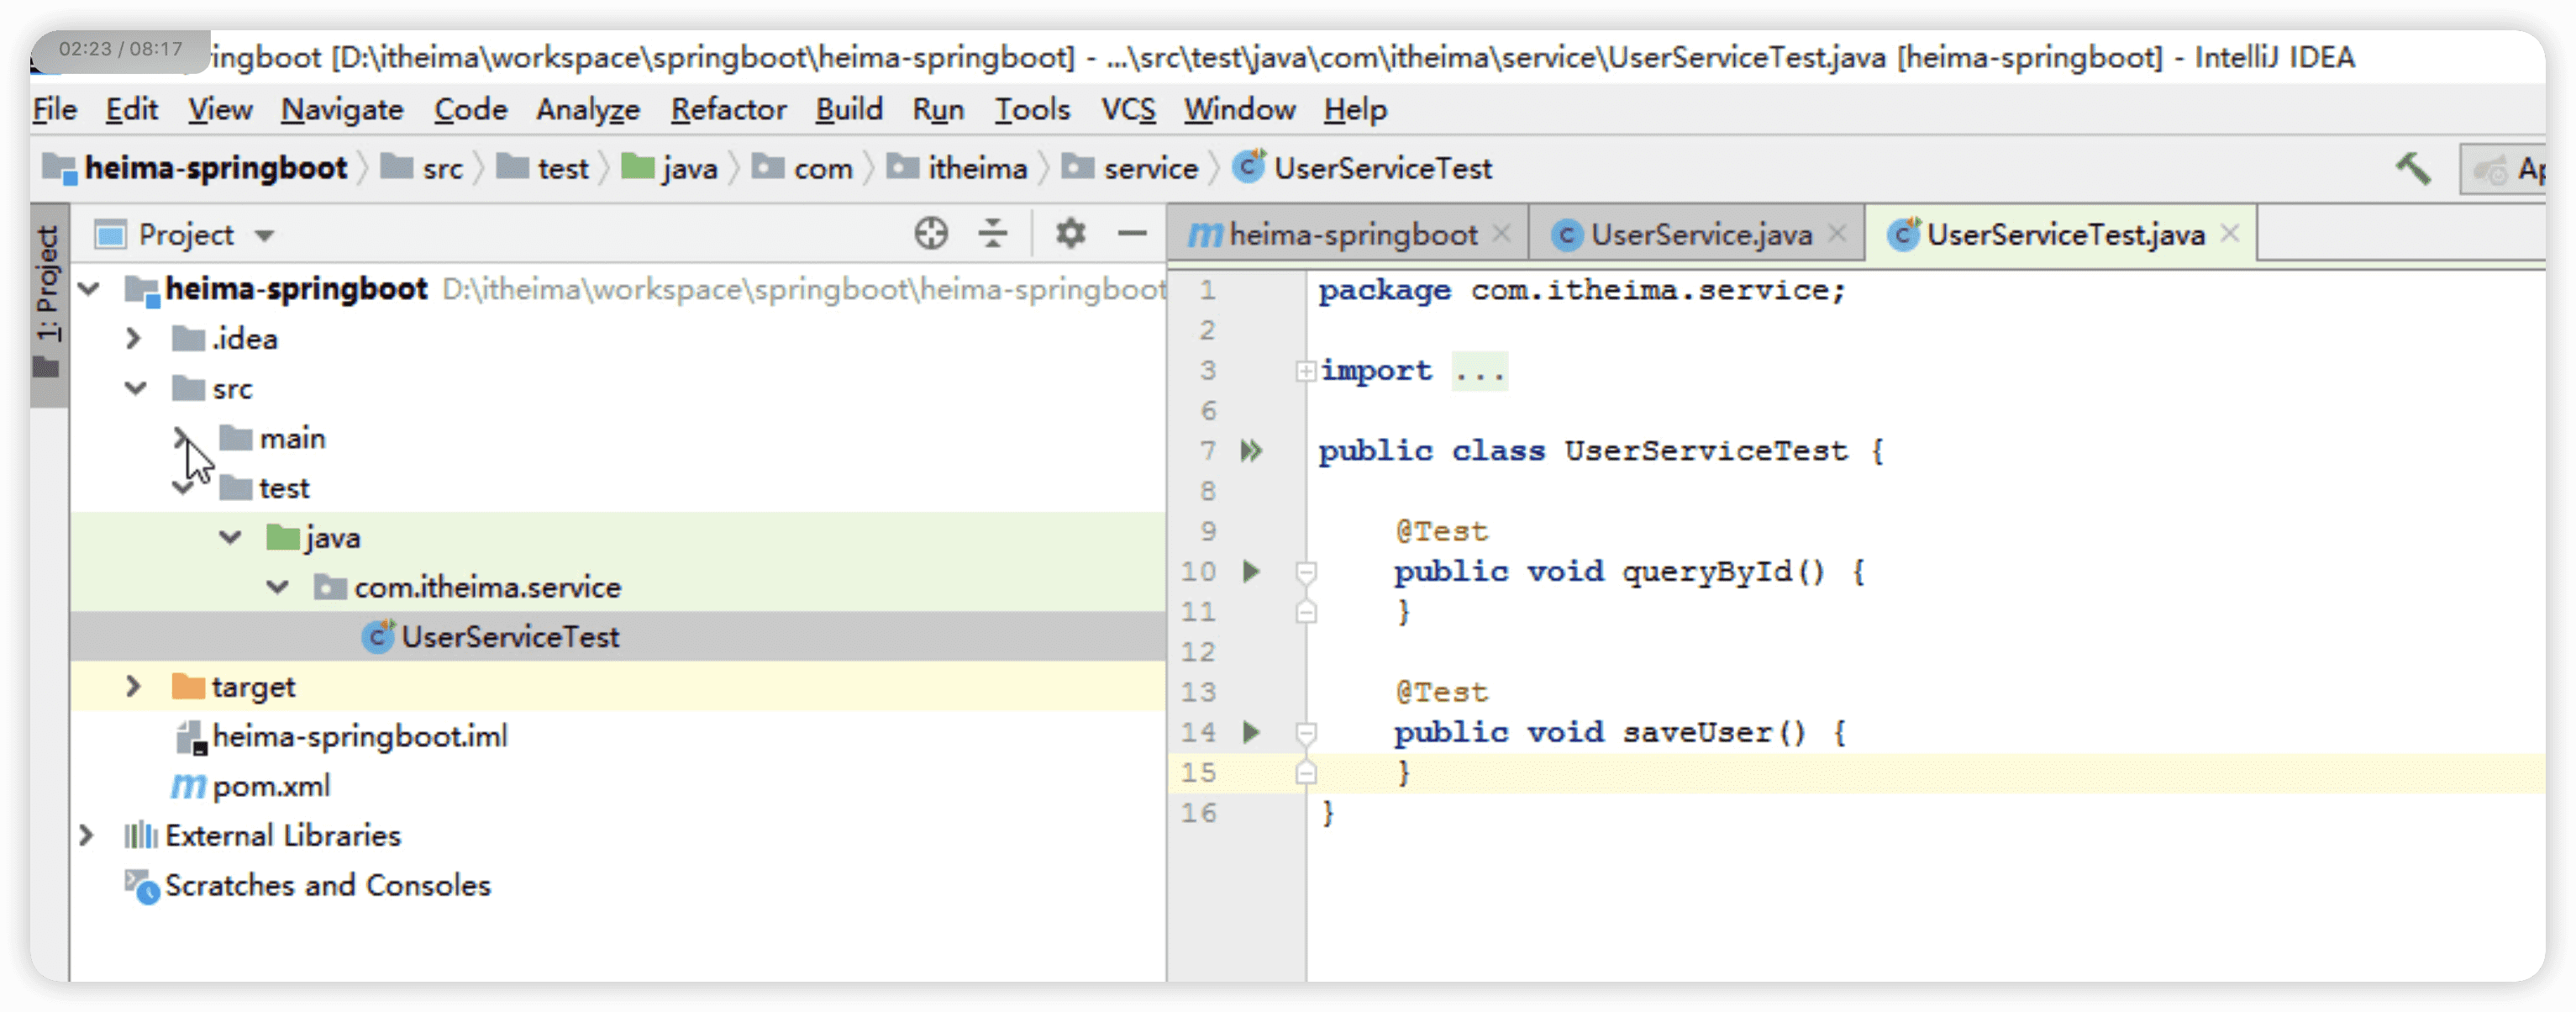 02:23 / 08:17
ringboot [D:\itheima\workspace\springboot\heima-springboot] - ...\src\test\java\com\itheima\service\UserServiceTest.java [heima-springboot] - IntelliJ IDEA
File Edit View Navigate Code Analyze Refactor Build Run Tools VCS Window Help
heima-springboot src test java com itheima service UserServiceTest
1: Project
Project
heima-springboot D:\itheima\workspace\springboot\heima-springboot
.idea
src
main
test
java
com.itheima.service
UserServiceTest
target
heima-springboot.iml
pom.xml
External Libraries
Scratches and Consoles
heima-springboot UserService.java UserServiceTest.java
1 package com.itheima.service;
2
3 import ...
6
7 public class UserServiceTest {
8
9 @Test
10 public void queryById() {
11 }
12
13 @Test
14 public void saveUser() {
15 }
16 }